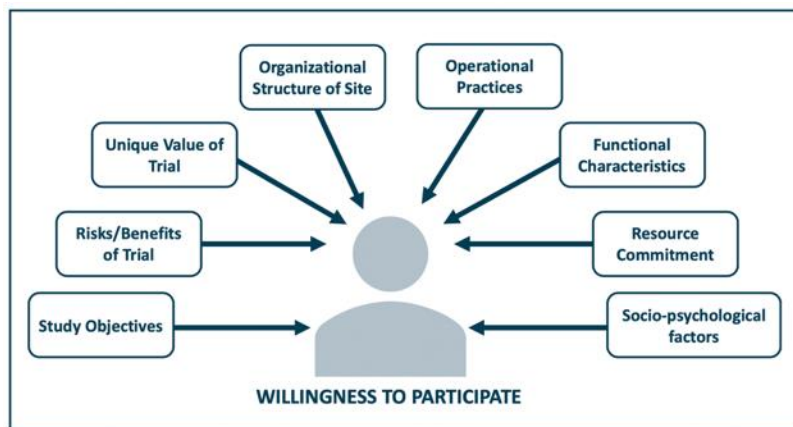 Organizational
Structure of Site
Operational
Practices
Unique Value of
Trial
Functional
Characteristics
Risks/Benefits
of Trial
Resource
Commitment
Study Objectives
Socio-psychological
factors
WILLINGNESS TO PARTICIPATE